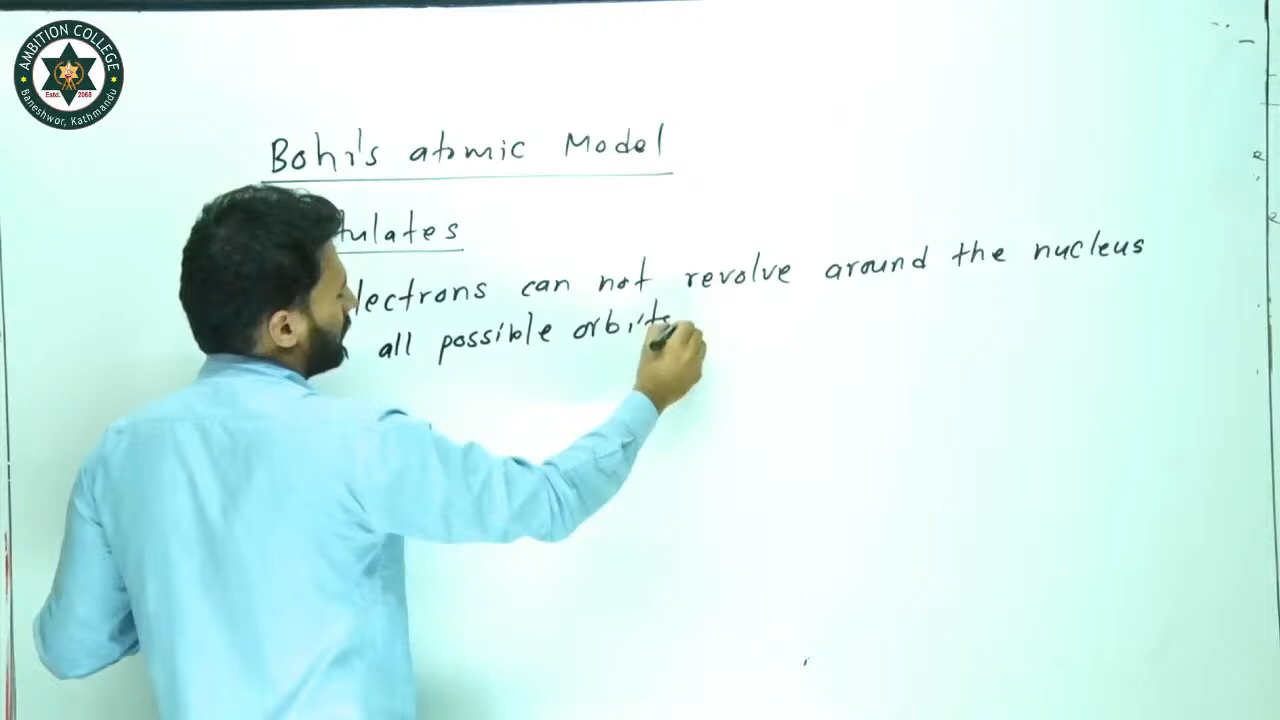 AMBITION COLLEGE
Estd. 2068
Baneshwor, Kathmandu
Bohr's atomic Model
tulates
lectrons can not revolve around the nucleus
all possible orbits